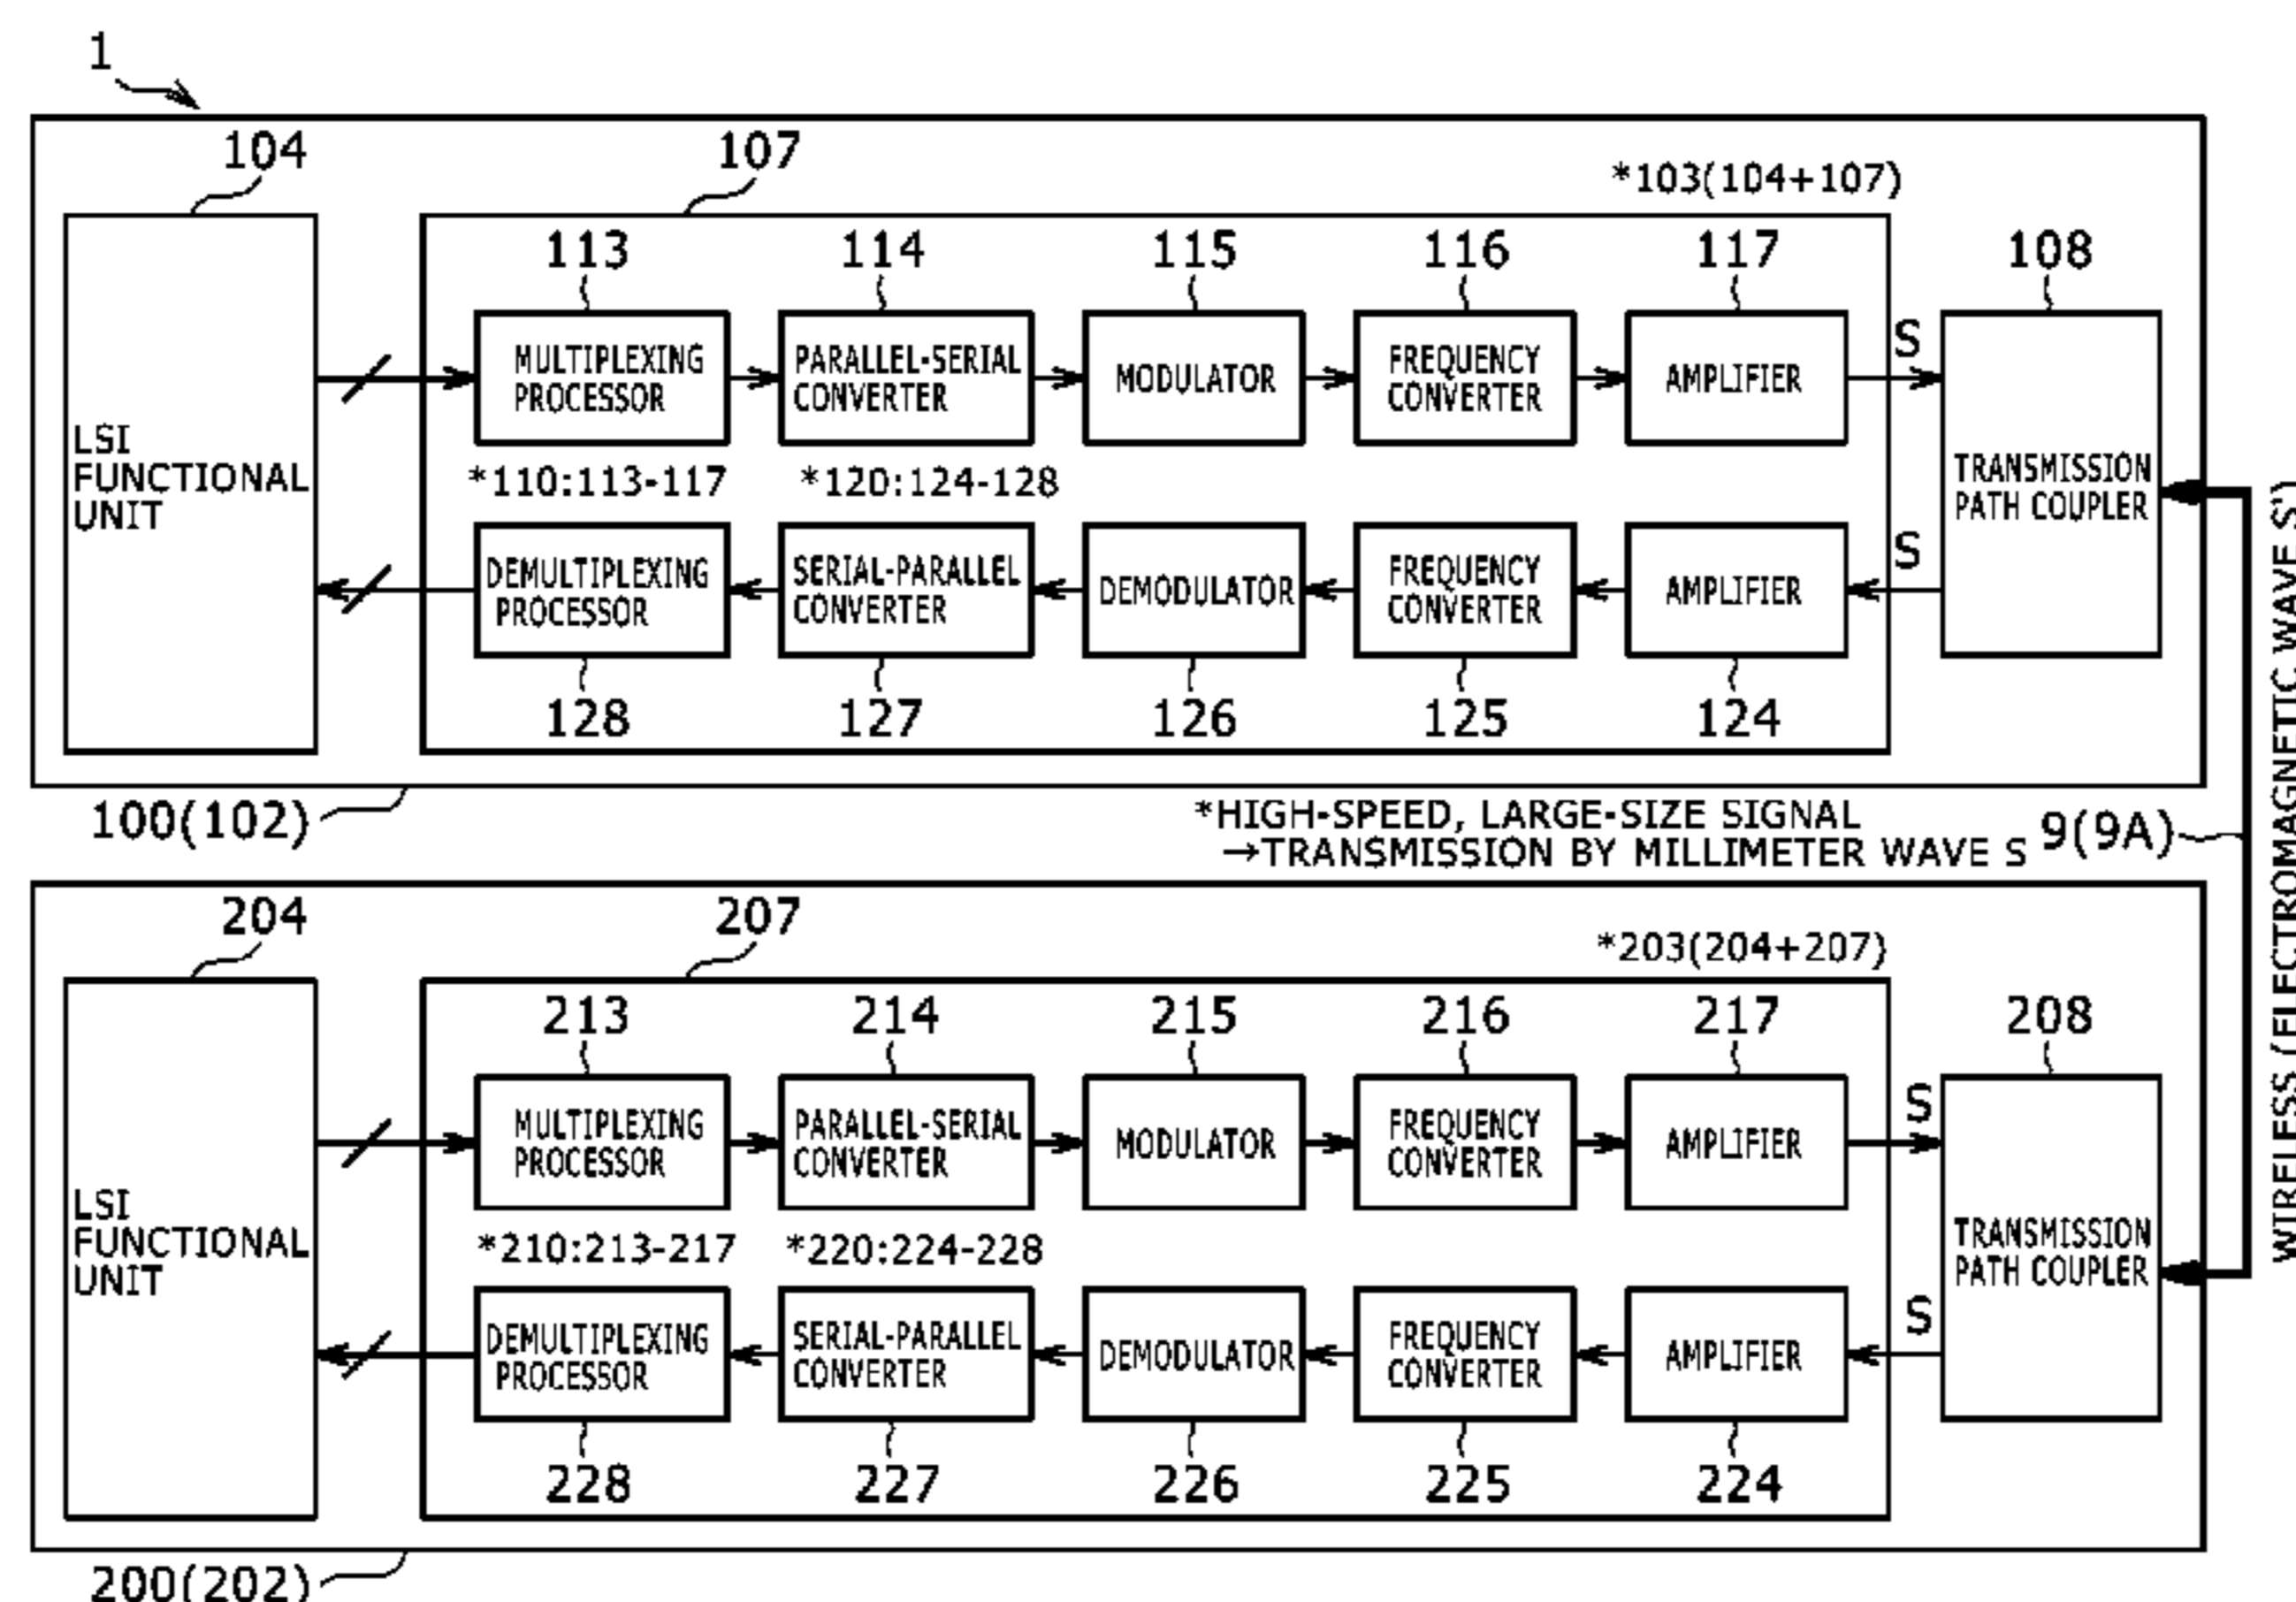 1
104
107
*103(104+107)
113
114
115
116
117
108
LSI
FUNCTIONAL
UNIT
MULTIPLEXING
PROCESSOR
PARALLEL-SERIAL
CONVERTER
MODULATOR
FREQUENCY
CONVERTER
AMPLIFIER
S
TRANSMISSION
PATH COUPLER
*110:113-117
*120:124-128
DEMULTIPLEXING
PROCESSOR
SERIAL-PARALLEL
CONVERTER
DEMODULATOR
FREQUENCY
CONVERTER
AMPLIFIER
S
128
127
126
125
124
100(102)
*HIGH-SPEED, LARGE-SIZE SIGNAL
→TRANSMISSION BY MILLIMETER WAVE S
9(9A)
WIRELESS (ELECTROMAGNETIC WAVE S')
204
207
*203(204+207)
213
214
215
216
217
208
LSI
FUNCTIONAL
UNIT
MULTIPLEXING
PROCESSOR
PARALLEL-SERIAL
CONVERTER
MODULATOR
FREQUENCY
CONVERTER
AMPLIFIER
S
TRANSMISSION
PATH COUPLER
*210:213-217
*220:224-228
DEMULTIPLEXING
PROCESSOR
SERIAL-PARALLEL
CONVERTER
DEMODULATOR
FREQUENCY
CONVERTER
AMPLIFIER
S
228
227
226
225
224
200(202)